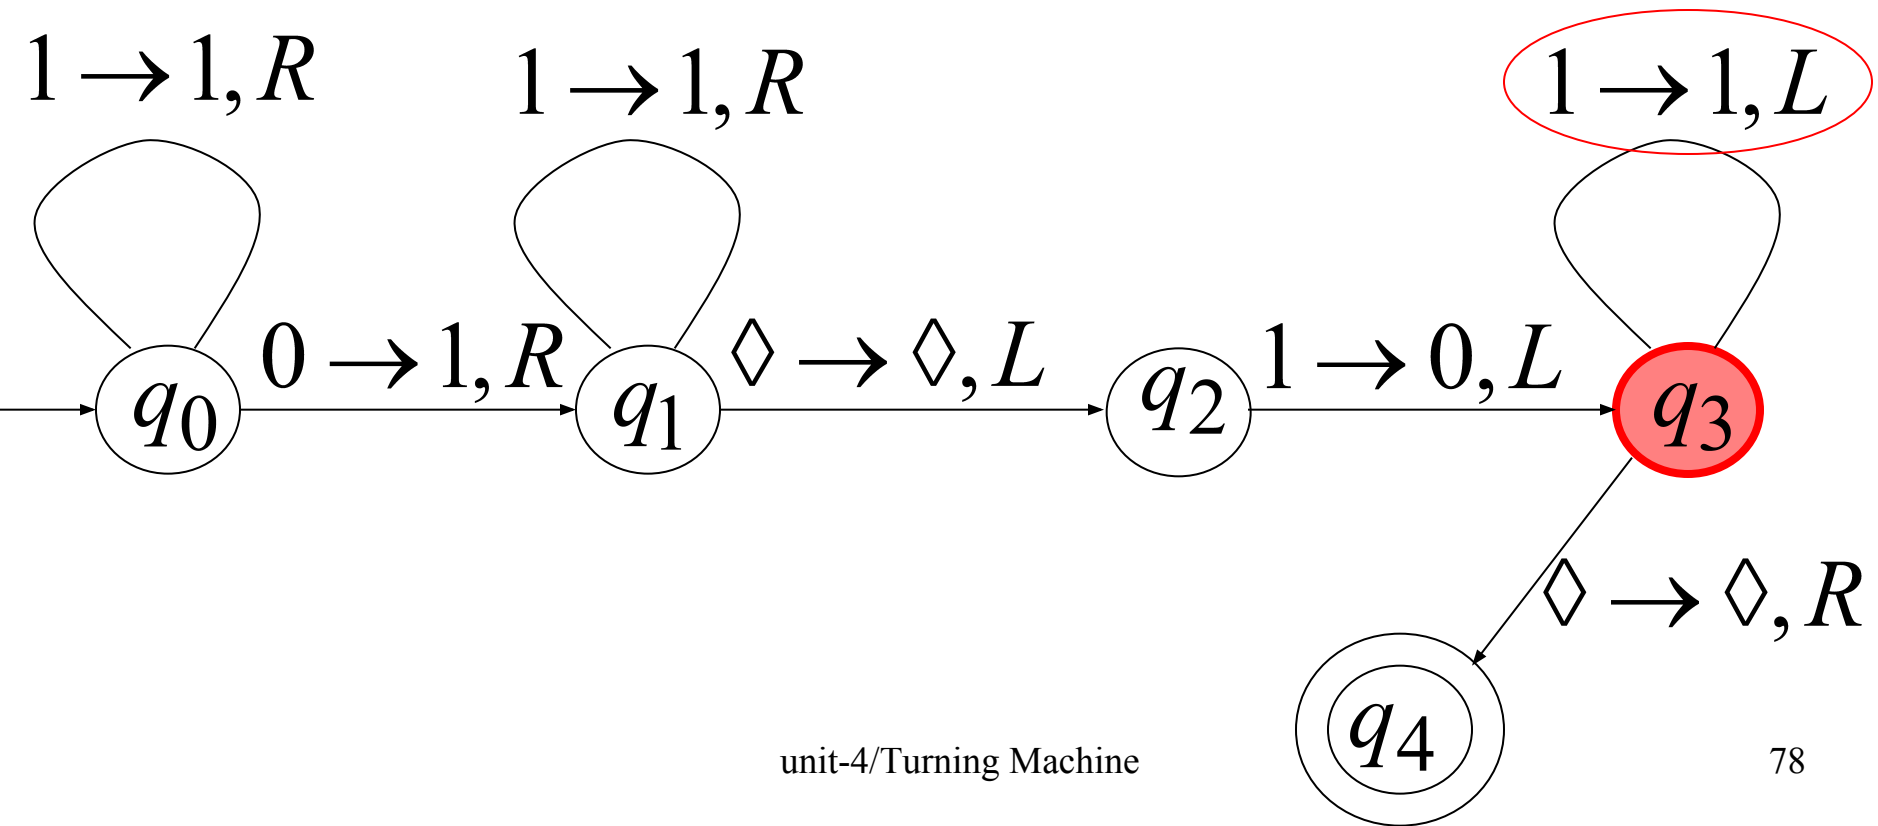 1 → 1, R
1 → 1, R
1 → 1, L
0 → 1, R
◊ → ◊, L
1 → 0, L
q0
q1
q2
q3
◊ → ◊, R
q4
unit-4/Turning Machine
78